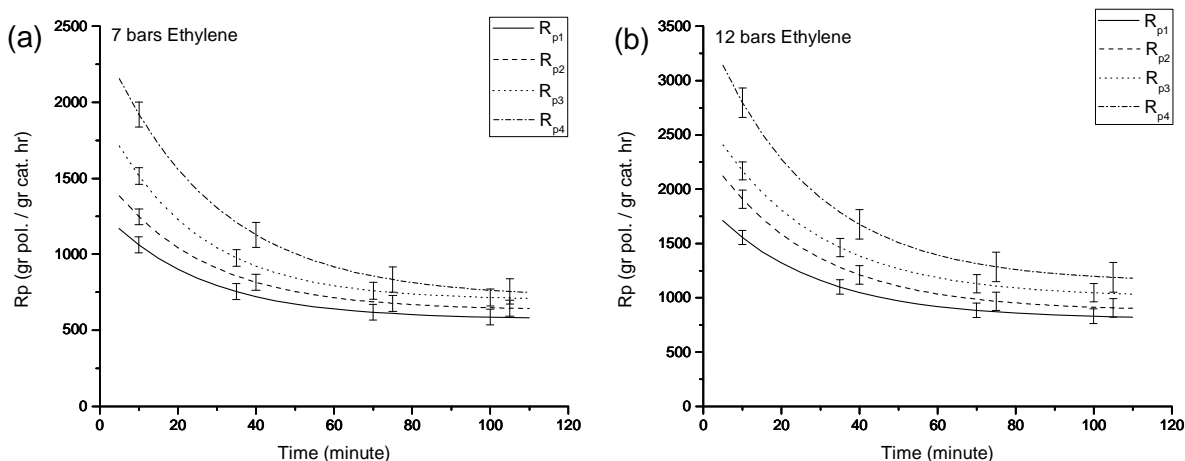 (a)
7 bars Ethylene
R_p1
R_p2
R_p3
R_p4
Rp (gr pol. / gr cat. hr)
2500
2000
1500
1000
500
0
0 20 40 60 80 100 120
Time (minute)
(b)
12 bars Ethylene
R_p1
R_p2
R_p3
R_p4
Rp (gr pol. / gr cat. hr)
3500
3000
2500
2000
1500
1000
500
0
0 20 40 60 80 100 120
Time (minute)